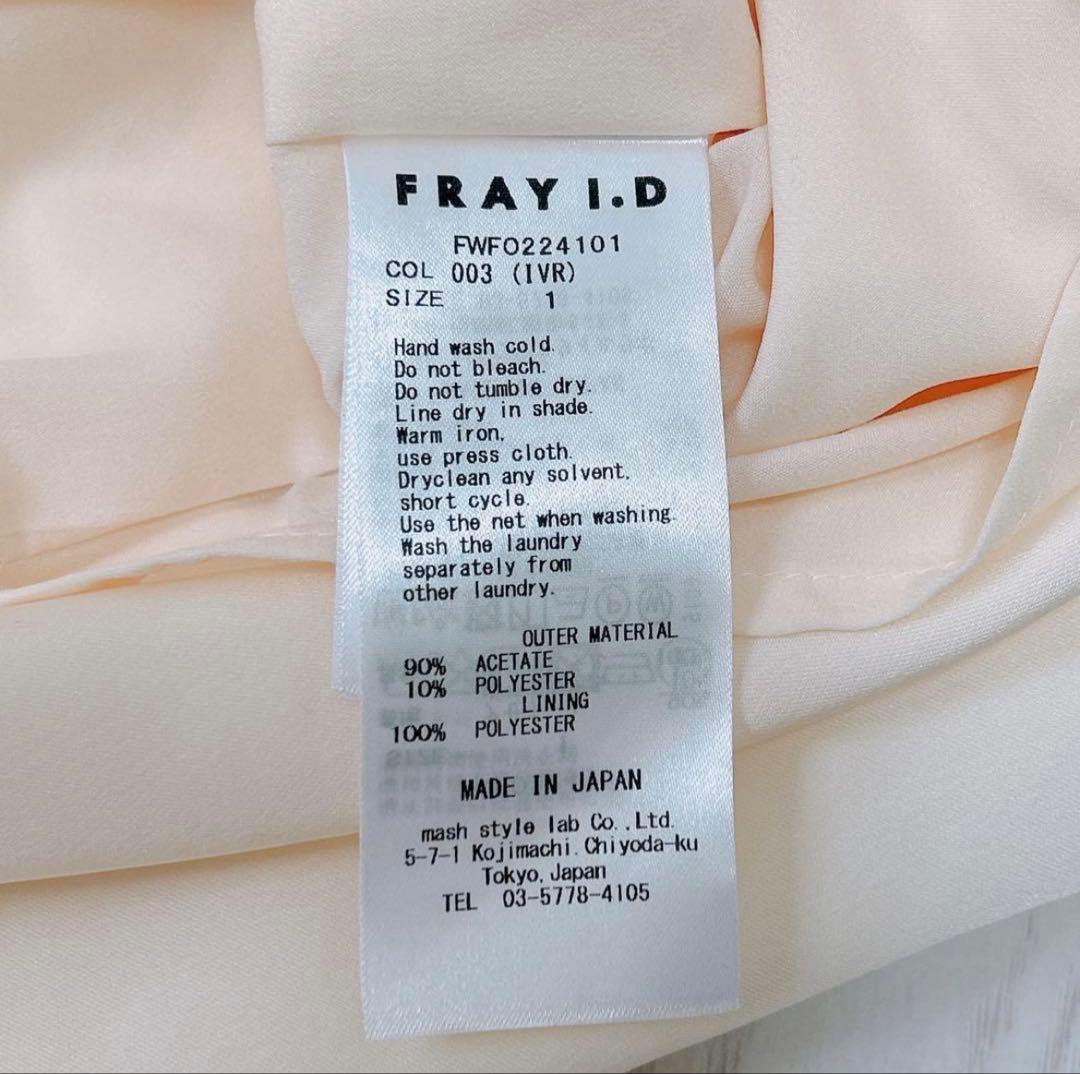 FRAY I.D
FWFO224101
COL 003 (IVR)
SIZE 1
Hand wash cold.
Do not bleach.
Do not tumble dry.
Line dry in shade.
Warm iron,
use press cloth.
Dryclean any solvent,
short cycle.
Use the net when washing.
Wash the laundry
separately from
other laundry.
OUTER MATERIAL
90% ACETATE
10% POLYESTER
LINING
100% POLYESTER
MADE IN JAPAN
mash style lab Co.,Ltd.
5-7-1 Kojimachi.Chiyoda-ku
Tokyo,Japan
TEL 03-5778-4105